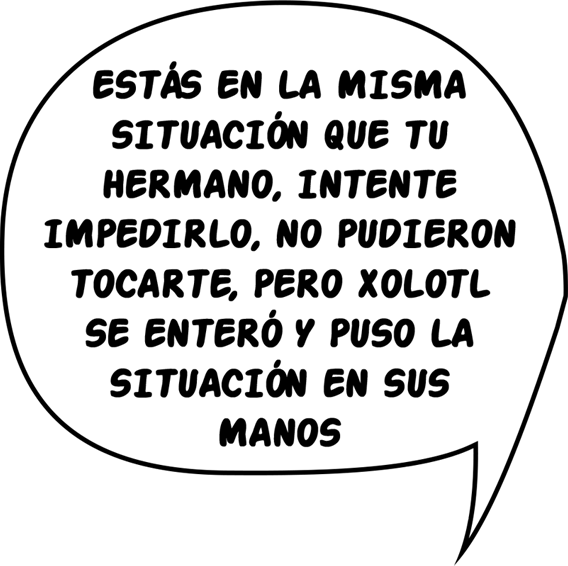 ESTÁS EN LA MISMA
SITUACIÓN QUE TU
HERMANO, INTENTE
IMPEDIRLO, NO PUDIERON
TOCARTE, PERO XOLOTL
SE ENTERÓ Y PUSO LA
SITUACIÓN EN SUS
MANOS